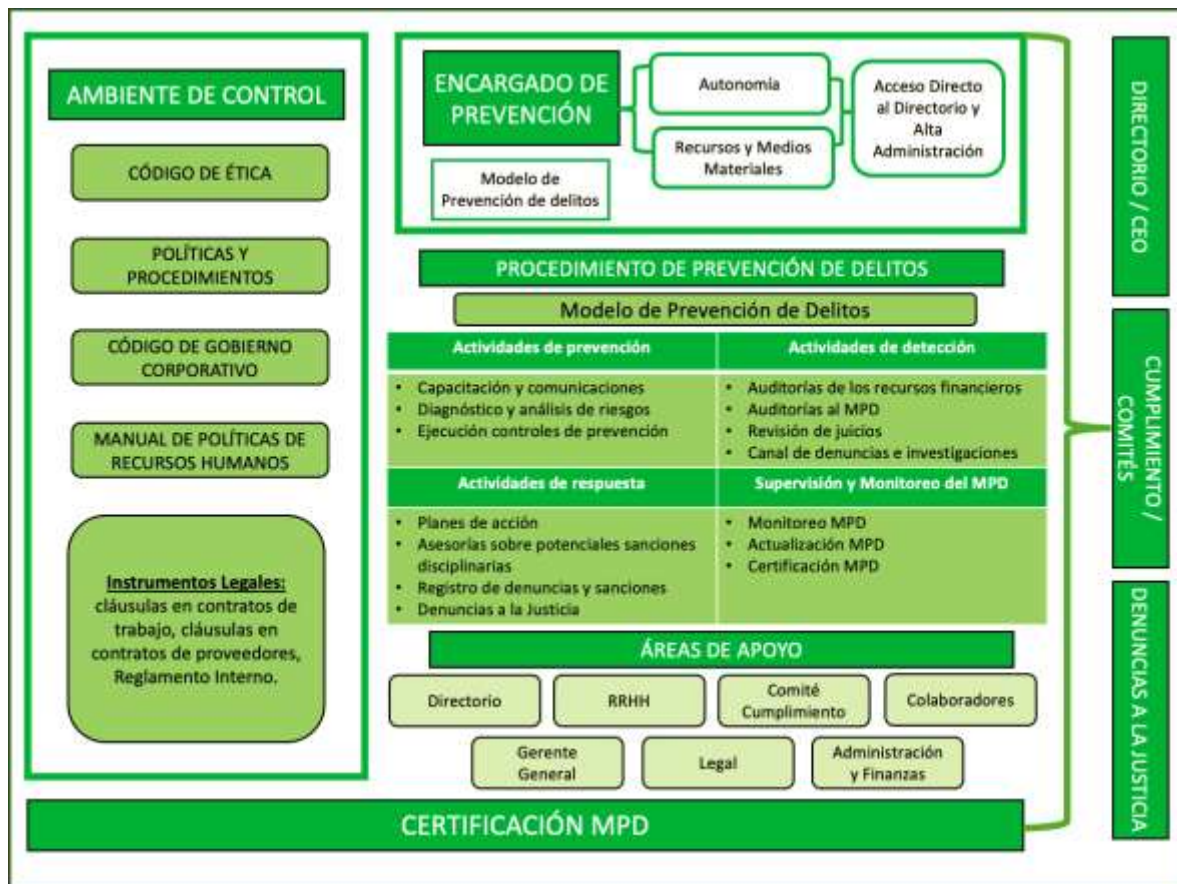 AMBIENTE DE CONTROL
CÓDIGO DE ÉTICA
POLÍTICAS Y
PROCEDIMIENTOS
CÓDIGO DE GOBIERNO
CORPORATIVO
MANUAL DE POLÍTICAS DE
RECURSOS HUMANOS
Instrumentos Legales:
cláusulas en contratos de
trabajo, cláusulas en
contratos de proveedores,
Reglamento Interno.
ENCARGADO DE
PREVENCIÓN
Modelo de
Prevención de delitos
Autonomía
Recursos y Medios
Materiales
Acceso Directo
al Directorio y
Alta
Administración
PROCEDIMIENTO DE PREVENCIÓN DE DELITOS
Modelo de Prevención de Delitos
Actividades de prevención
• Capacitación y comunicaciones
• Diagnóstico y análisis de riesgos
• Ejecución controles de prevención
Actividades de detección
• Auditorías de los recursos financieros
• Auditorías al MPD
• Revisión de juicios
• Canal de denuncias e investigaciones
Actividades de respuesta
• Planes de acción
• Asesorías sobre potenciales sanciones
disciplinarias
• Registro de denuncias y sanciones
• Denuncias a la Justicia
Supervisión y Monitoreo del MPD
• Monitoreo MPD
• Actualización MPD
• Certificación MPD
ÁREAS DE APOYO
Directorio
RRHH
Comité
Cumplimiento
Colaboradores
Gerente
General
Legal
Administración
y Finanzas
CERTIFICACIÓN MPD
DIRECTORIO / CEO
CUMPLIMIENTO /
COMITÉS
DENUNCIAS A LA JUSTICIA